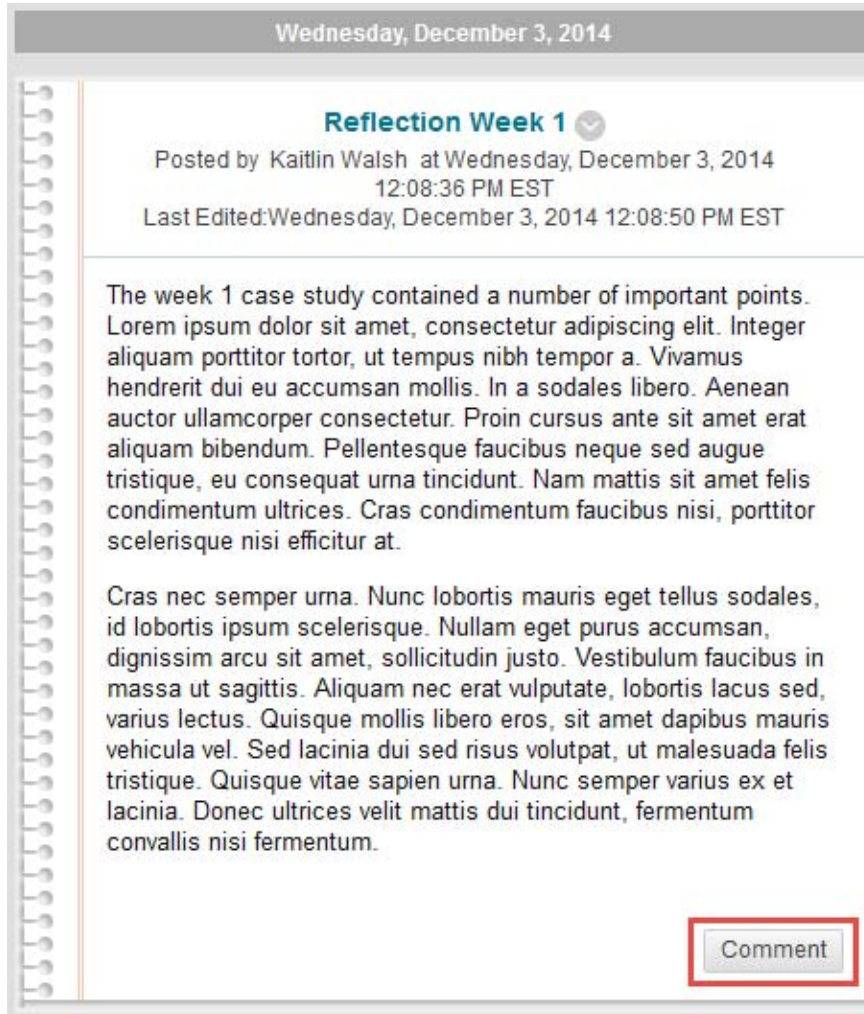 Wednesday, December 3, 2014
Reflection Week 1
Posted by Kaitlin Walsh at Wednesday, December 3, 2014
12:08:36 PM EST
Last Edited:Wednesday, December 3, 2014 12:08:50 PM EST
The week 1 case study contained a number of important points.
Lorem ipsum dolor sit amet, consectetur adipiscing elit. Integer
aliquam porttitor tortor, ut tempus nibh tempor a. Vivamus
hendrerit dui eu accumsan mollis. In a sodales libero. Aenean
auctor ullamcorper consectetur. Proin cursus ante sit amet erat
aliquam bibendum. Pellentesque faucibus neque sed augue
tristique, eu consequat urna tincidunt. Nam mattis sit amet felis
condimentum ultrices. Cras condimentum faucibus nisi, porttitor
scelerisque nisi efficitur at.
Cras nec semper urna. Nunc lobortis mauris eget tellus sodales,
id lobortis ipsum scelerisque. Nullam eget purus accumsan,
dignissim arcu sit amet, sollicitudin justo. Vestibulum faucibus in
massa ut sagittis. Aliquam nec erat vulputate, lobortis lacus sed,
varius lectus. Quisque mollis libero eros, sit amet dapibus mauris
vehicula vel. Sed lacinia dui sed risus volutpat, ut malesuada felis
tristique. Quisque vitae sapien urna. Nunc semper varius ex et
lacinia. Donec ultrices velit mattis dui tincidunt, fermentum
convallis nisi fermentum.
Comment